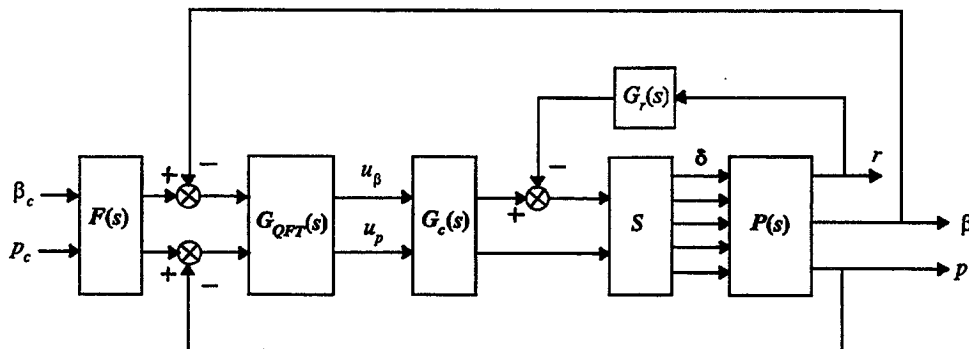 G_r(s)
β_c
p_c
F(s)
+
−
+
−
G_QFT(s)
u_β
u_p
G_c(s)
+
−
S
δ
P(s)
r
β
p